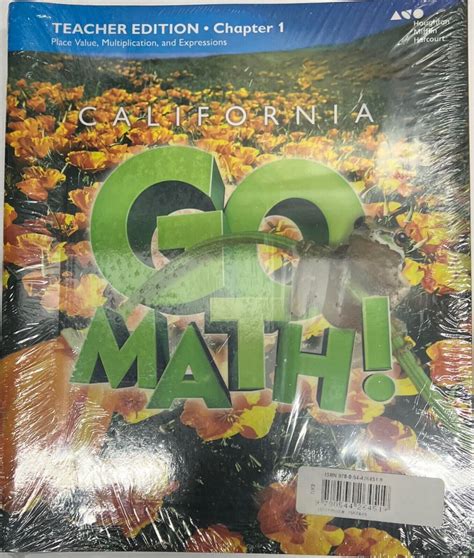 TEACHER EDITION • Chapter 1
Place Value, Multiplication, and Expressions
Houghton
Mifflin
Harcourt
CALIFORNIA
GO
MATH!